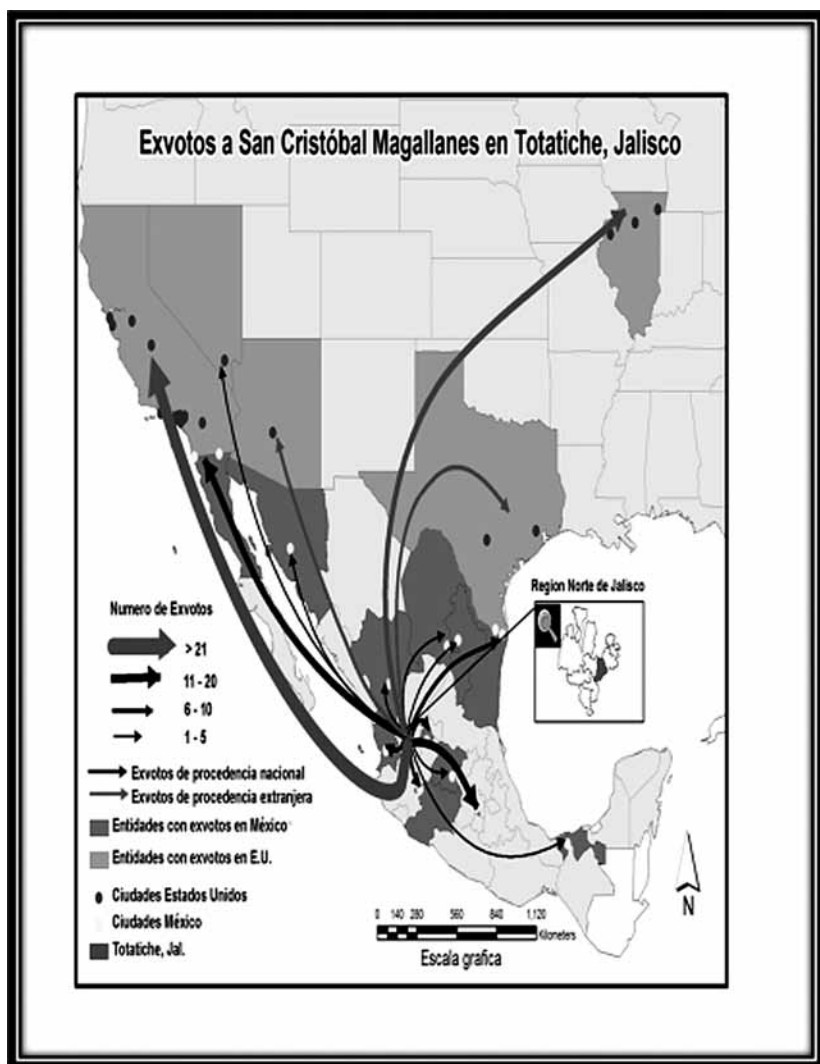 Exvotos a San Cristóbal Magallanes en Totatiche, Jalisco
Region Norte de Jalisco
Numero de Exvotos
> 21
11 - 20
6 - 10
1 - 5
Exvotos de procedencia nacional
Exvotos de procedencia extranjera
Entidades con exvotos en México
Entidades con exvotos en E.U.
Ciudades Estados Unidos
Ciudades México
Totatiche, Jal.
0 140 280 560 840 1,120
Kilometers
Escala grafica
N